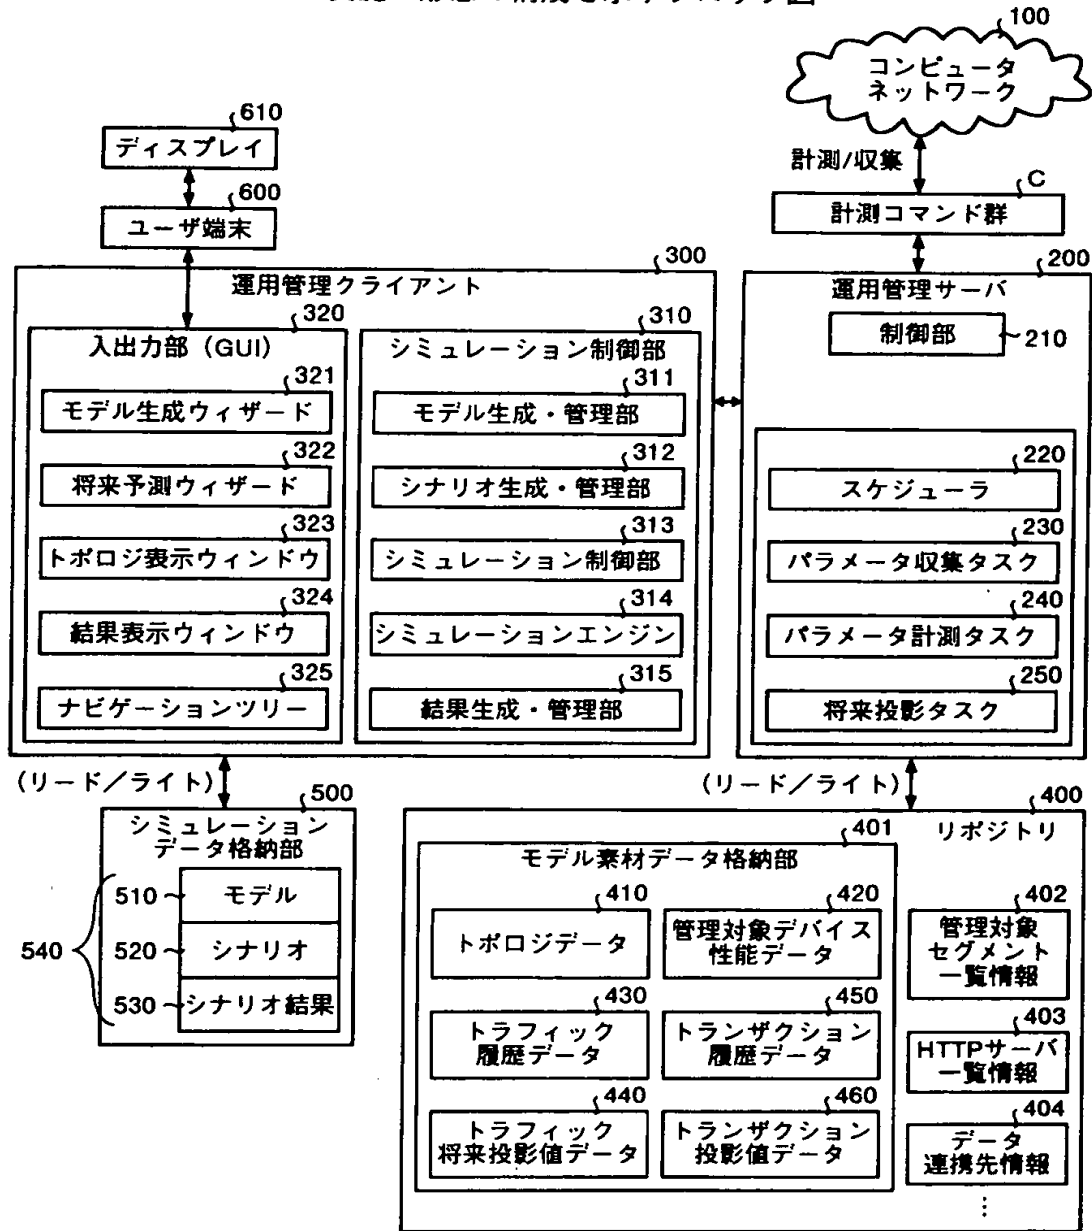 100
コンピュータ
ネットワーク
610
ディスプレイ
計測/収集
600
C
ユーザ端末
計測コマンド群
300
運用管理クライアント
200
運用管理サーバ
320
入出力部(GUI)
310
シミュレーション制御部
制御部
210
321
モデル生成ウィザード
311
モデル生成・管理部
322
将来予測ウィザード
312
シナリオ生成・管理部
220
スケジューラ
323
トポロジ表示ウィンドウ
313
シミュレーション制御部
230
パラメータ収集タスク
324
結果表示ウィンドウ
314
シミュレーションエンジン
240
パラメータ計測タスク
325
ナビゲーションツリー
315
結果生成・管理部
250
将来投影タスク
(リード/ライト)
(リード/ライト)
500
シミュレーション
データ格納部
510
モデル
520
シナリオ
530
シナリオ結果
540
400
リポジトリ
401
モデル素材データ格納部
410
トポロジデータ
420
管理対象デバイス
性能データ
402
管理対象
セグメント
一覧情報
430
トラフィック
履歴データ
450
トランザクション
履歴データ
403
HTTPサーバ
一覧情報
440
トラフィック
将来投影値データ
460
トランザクション
投影値データ
404
データ
連携先情報
⋮